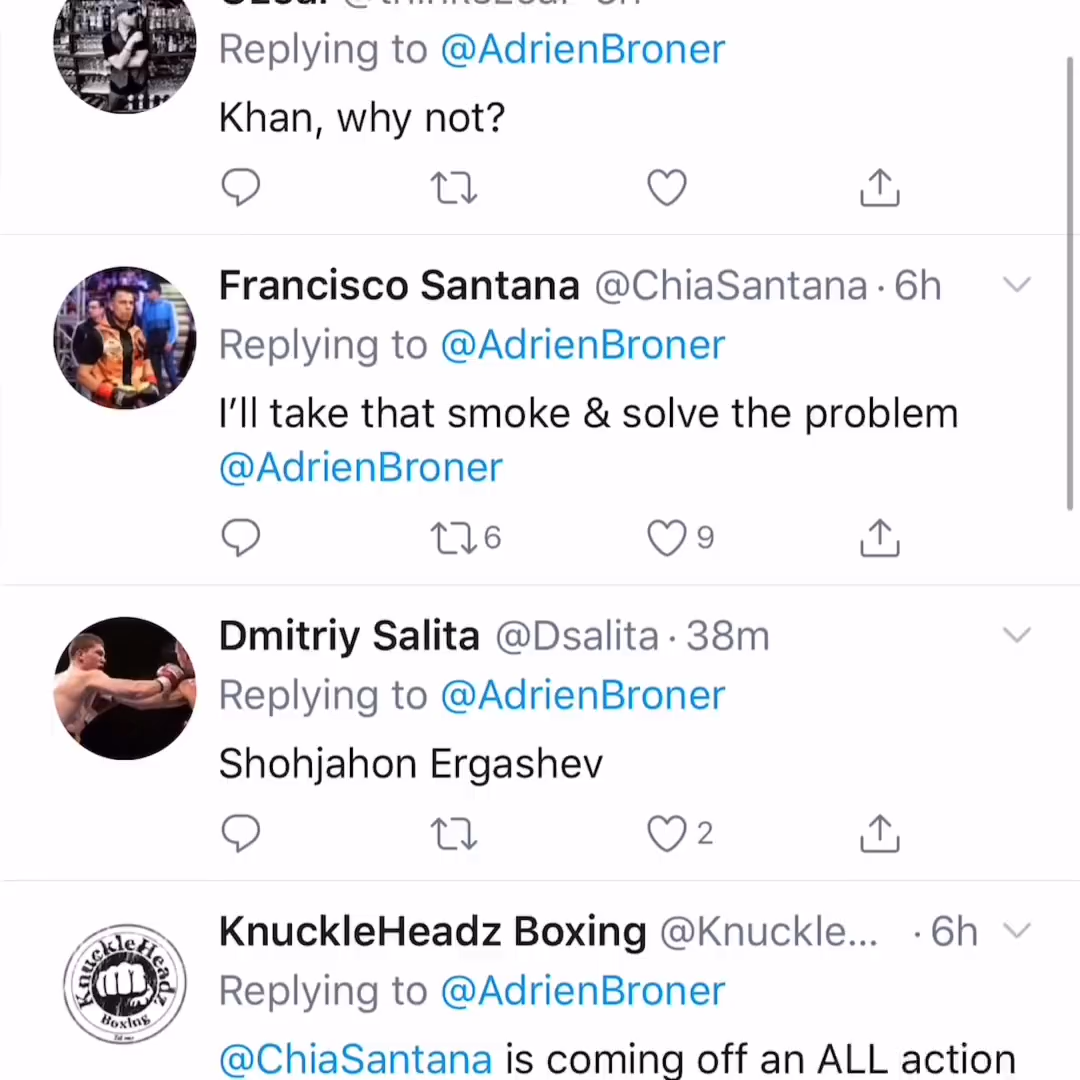 Replying to @AdrienBroner
Khan, why not?
Francisco Santana @ChiaSantana · 6h
Replying to @AdrienBroner
I’ll take that smoke & solve the problem
@AdrienBroner
6 9
Dmitriy Salita @Dsalita · 38m
Replying to @AdrienBroner
Shohjahon Ergashev
2
KnuckleHeadz Boxing @Knuckle... · 6h
KnuckleHeadz
Boxing
Replying to @AdrienBroner
@ChiaSantana is coming off an ALL action